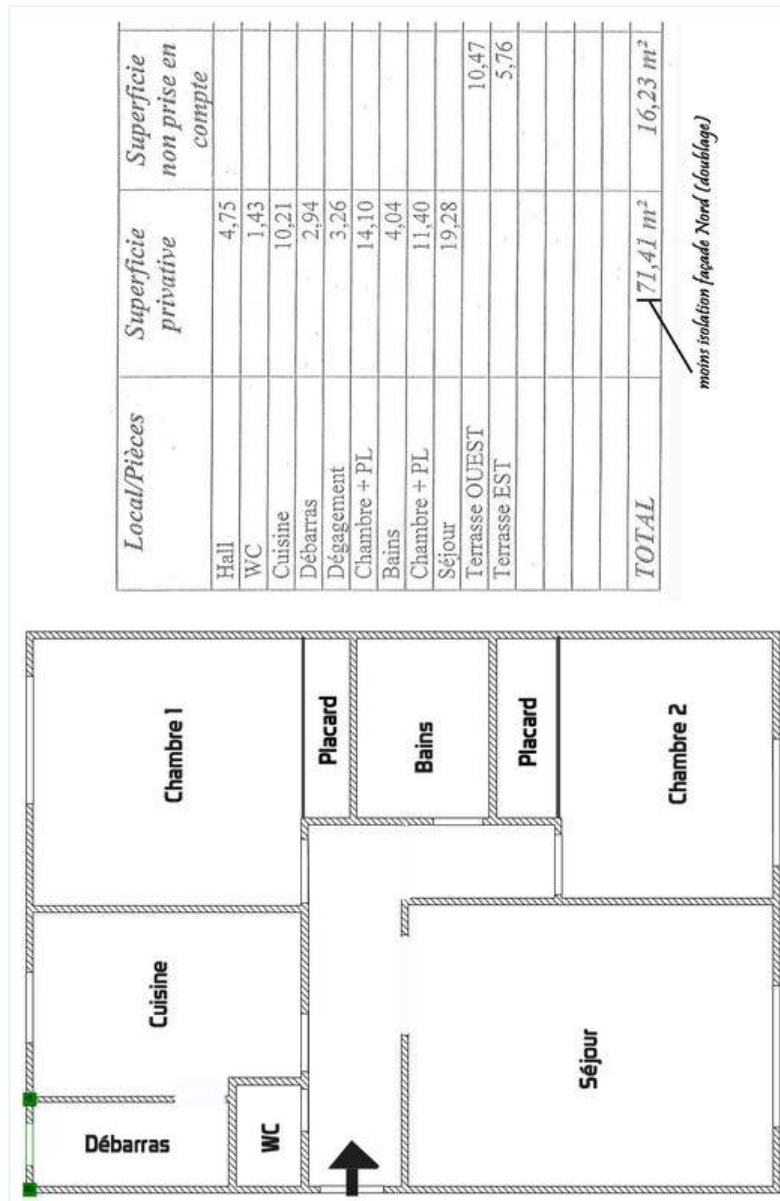 Local/Pièces Superficie privative Superficie non prise en compte
Hall 4,75
WC 1,43
Cuisine 10,21
Débarras 2,94
Dégagement 3,26
Chambre + PL 14,10
Bains 4,04
Chambre + PL 11,40
Séjour 19,28
Terrasse OUEST 10,47
Terrasse EST 5,76
TOTAL 71,41 m² 16,23 m²
moins isolation façade Nord (doublage)
Débarras
Cuisine
Chambre 1
WC
Placard
Bains
Placard
Séjour
Chambre 2